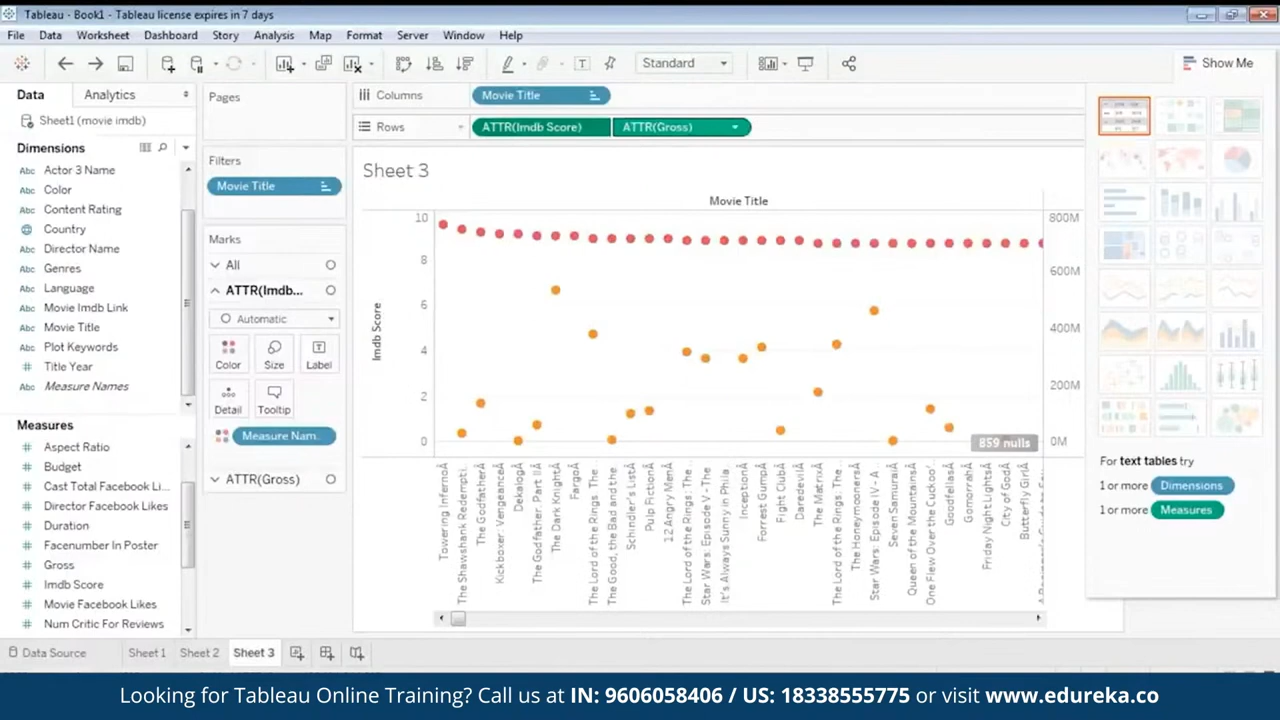 Tableau - Book1 - Tableau license expires in 7 days
File Data Worksheet Dashboard Story Analysis Map Format Server Window Help
Standard
Show Me
Data Analytics
Sheet1 (movie imdb)
Dimensions
Abc Actor 3 Name
Abc Color
Abc Content Rating
Country
Abc Director Name
Abc Genres
Abc Language
Abc Movie Imdb Link
Abc Movie Title
Abc Plot Keywords
# Title Year
Abc Measure Names
Measures
# Aspect Ratio
# Budget
# Cast Total Facebook Li...
# Director Facebook Likes
# Duration
# Facenumber In Poster
# Gross
# Imdb Score
# Movie Facebook Likes
# Num Critic For Reviews
Pages
Filters
Movie Title
Marks
All
ATTR(Imdb...
Automatic
Color Size Label
Detail Tooltip
Measure Nam..
ATTR(Gross)
Columns Movie Title
Rows ATTR(Imdb Score) ATTR(Gross)
Sheet 3
Movie Title
Imdb Score
10
8
6
4
2
0
800M
600M
400M
200M
0M
859 nulls
Towering InfernoÂ
The Shawshank Redempti..
The GodfatherÂ
Kickboxer: VengeanceÂ
DekalogÂ
The Godfather: Part IIÂ
The Dark KnightÂ
FargoÂ
The Lord of the Rings: The ..
The Good, the Bad and the ..
Schindler's ListÂ
Pulp FictionÂ
12 Angry MenÂ
The Lord of the Rings: The ..
Star Wars: Episode V - The ..
It's Always Sunny in Phila..
InceptionÂ
Forrest GumpÂ
Fight ClubÂ
DaredevilÂ
The MatrixÂ
The Lord of the Rings: The ..
The HoneymoonersÂ
Star Wars: Episode IV - A ..
Seven SamuraiÂ
Queen of the MountainsÂ
One Flew Over the Cuckoo'..
GoodfellasÂ
GomorrahÂ
Friday Night LightsÂ
City of GodÂ
Butterfly GirlÂ
For text tables try
1 or more Dimensions
1 or more Measures
Data Source Sheet 1 Sheet 2 Sheet 3
Looking for Tableau Online Training? Call us at IN: 9606058406 / US: 18338555775 or visit www.edureka.co